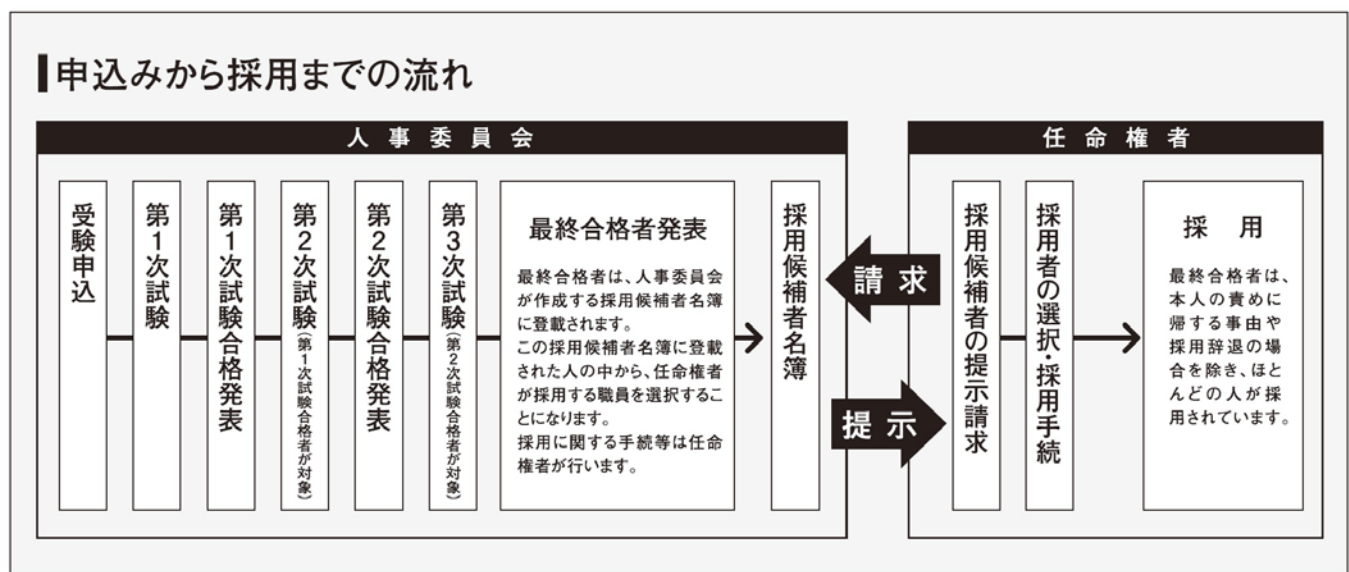 申込みから採用までの流れ
人事委員会
受験申込
第1次試験
第1次試験合格発表
第2次試験(第1次試験合格者が対象)
第2次試験合格発表
第3次試験(第2次試験合格者が対象)
最終合格者発表
最終合格者は、人事委員会
が作成する採用候補者名簿
に登載されます。
この採用候補者名簿に登載
された人の中から、任命権者
が採用する職員を選択するこ
とになります。
採用に関する手続等は任命
権者が行います。
採用候補者名簿
請求
提示
任命権者
採用候補者の提示請求
採用者の選択・採用手続
採用
最終合格者は、
本人の責めに
帰する事由や
採用辞退の場
合を除き、ほと
んどの人が採
用されています。